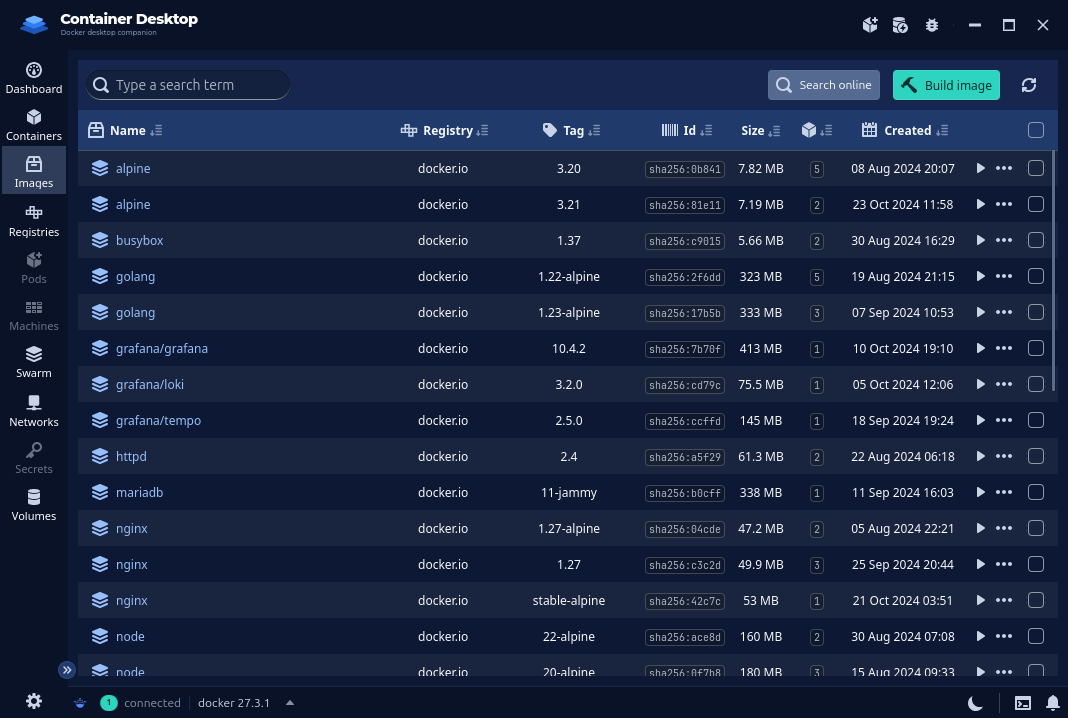 Container Desktop
Docker desktop companion
Dashboard
Containers
Images
Registries
Pods
Machines
Swarm
Networks
Secrets
Volumes
Type a search term
Search online
Build image
Name Registry Tag Id Size Created
alpine docker.io 3.20 sha256:0b841 7.82 MB 5 08 Aug 2024 20:07
alpine docker.io 3.21 sha256:81e11 7.19 MB 2 23 Oct 2024 11:58
busybox docker.io 1.37 sha256:c9015 5.66 MB 2 30 Aug 2024 16:29
golang docker.io 1.22-alpine sha256:2f6dd 323 MB 5 19 Aug 2024 21:15
golang docker.io 1.23-alpine sha256:17b5b 333 MB 3 07 Sep 2024 10:53
grafana/grafana docker.io 10.4.2 sha256:7b70f 413 MB 1 10 Oct 2024 19:10
grafana/loki docker.io 3.2.0 sha256:cd79c 75.5 MB 1 05 Oct 2024 12:06
grafana/tempo docker.io 2.5.0 sha256:ccffd 145 MB 1 18 Sep 2024 19:24
httpd docker.io 2.4 sha256:a5f29 61.3 MB 2 22 Aug 2024 06:18
mariadb docker.io 11-jammy sha256:b0cff 338 MB 1 11 Sep 2024 16:03
nginx docker.io 1.27-alpine sha256:04cde 47.2 MB 2 05 Aug 2024 22:21
nginx docker.io 1.27 sha256:c3c2d 49.9 MB 3 25 Sep 2024 20:44
nginx docker.io stable-alpine sha256:42c7c 53 MB 1 21 Oct 2024 03:51
node docker.io 22-alpine sha256:ace8d 160 MB 2 30 Aug 2024 07:08
node docker.io 20-alpine sha256:0f7b8 180 MB 3 15 Aug 2024 09:33
1 connected docker 27.3.1